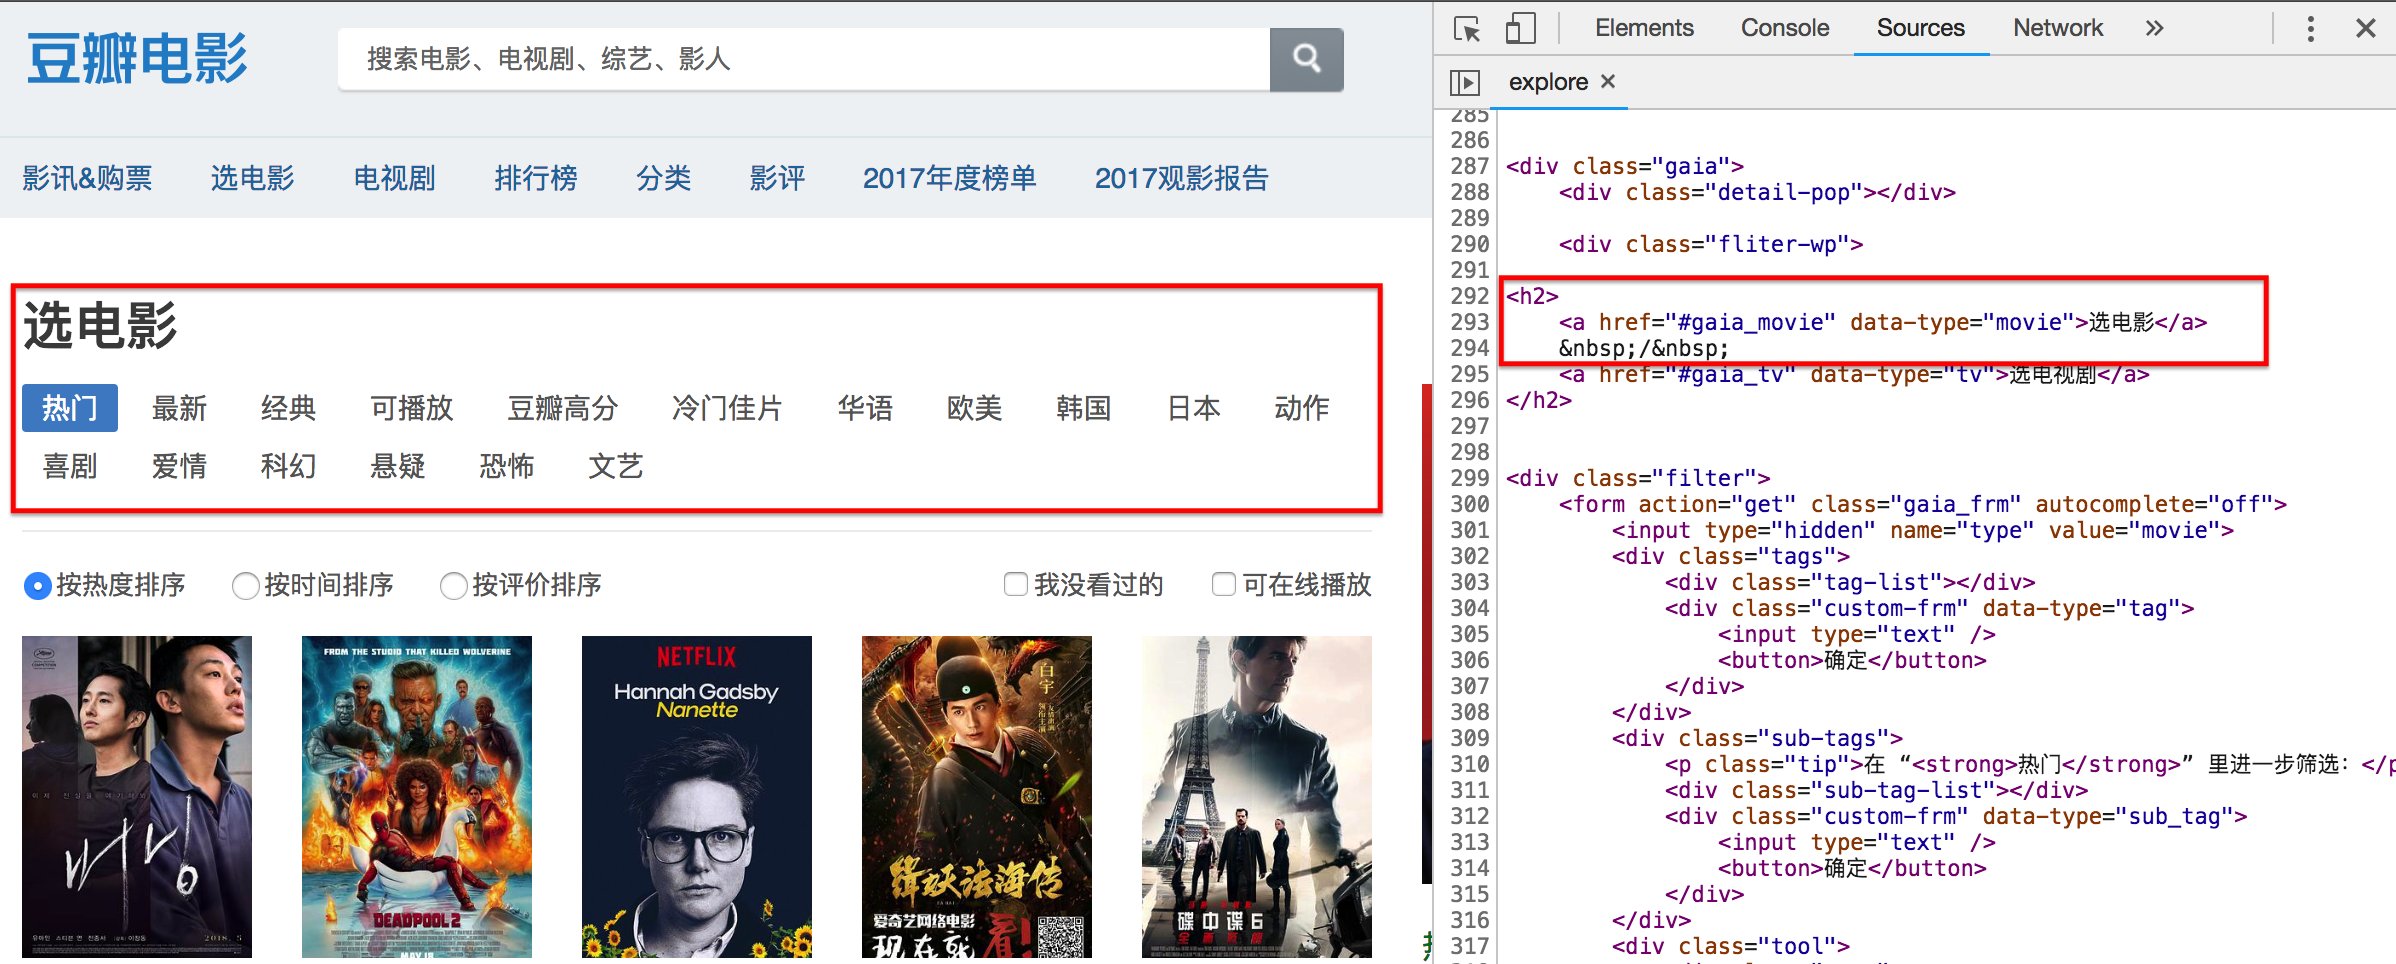 豆瓣电影
搜索电影、电视剧、综艺、影人
影讯&购票 选电影 电视剧 排行榜 分类 影评 2017年度榜单 2017观影报告
选电影
热门 最新 经典 可播放 豆瓣高分 冷门佳片 华语 欧美 韩国 日本 动作
喜剧 爱情 科幻 悬疑 恐怖 文艺
按热度排序 按时间排序 按评价排序 我没看过的 可在线播放
버닝
2018. 5
FROM THE STUDIO THAT KILLED WOLVERINE
DEADPOOL 2
MAY 18
NETFLIX
Hannah Gadsby
Nanette
白宇
缉妖法海传
爱奇艺网络电影
现在就看!
碟中谍6
全面瓦解
Elements Console Sources Network »
explore ×
285
286
287 <div class="gaia">
288 <div class="detail-pop"></div>
289
290 <div class="fliter-wp">
291
292 <h2>
293 <a href="#gaia_movie" data-type="movie">选电影</a>
294 &nbsp;/&nbsp;
295 <a href="#gaia_tv" data-type="tv">选电视剧</a>
296 </h2>
297
298
299 <div class="filter">
300 <form action="get" class="gaia_frm" autocomplete="off">
301 <input type="hidden" name="type" value="movie">
302 <div class="tags">
303 <div class="tag-list"></div>
304 <div class="custom-frm" data-type="tag">
305 <input type="text" />
306 <button>确定</button>
307 </div>
308 </div>
309 <div class="sub-tags">
310 <p class="tip">在 “<strong>热门</strong>” 里进一步筛选：</p
311 <div class="sub-tag-list"></div>
312 <div class="custom-frm" data-type="sub_tag">
313 <input type="text" />
314 <button>确定</button>
315 </div>
316 </div>
317 <div class="tool">